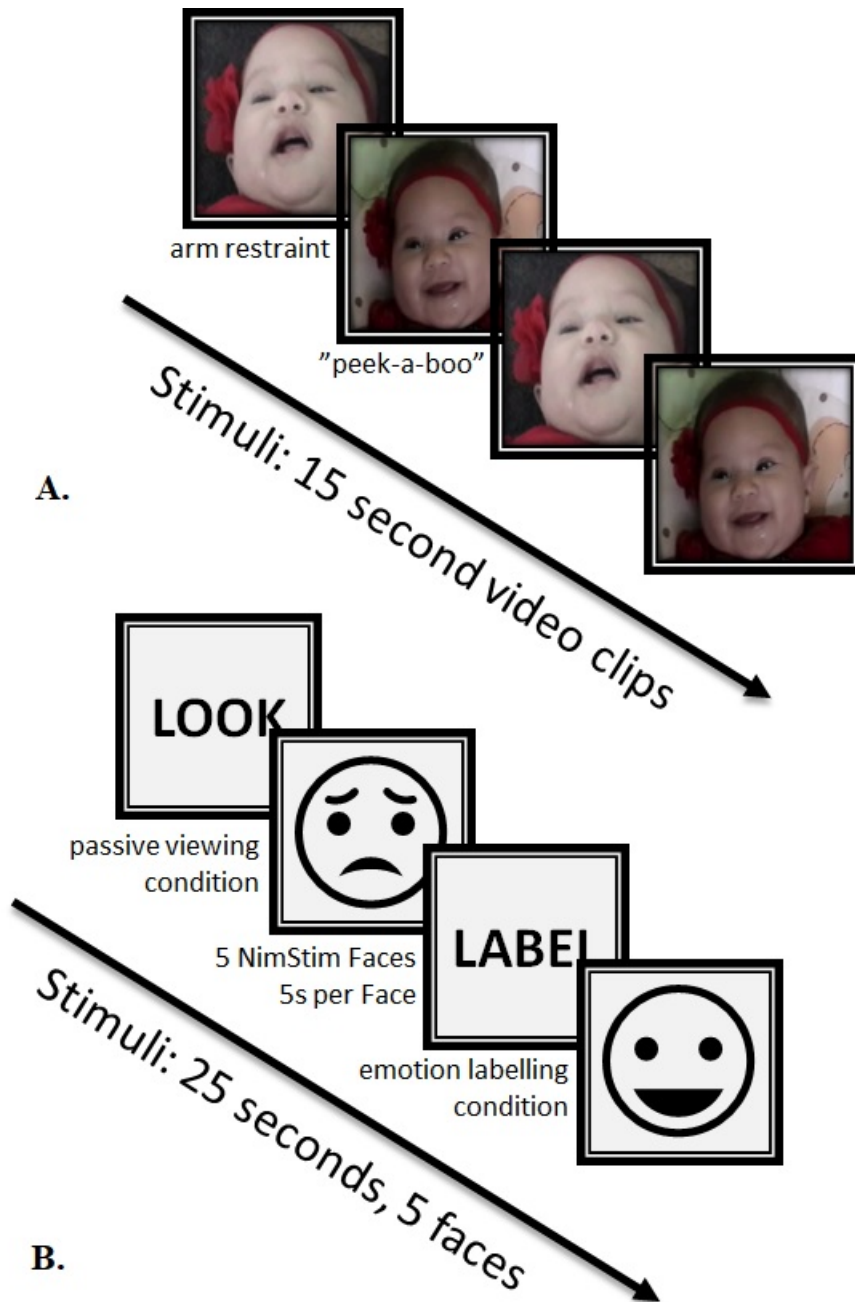 arm restraint
”peek-a-boo”
Stimuli: 15 second video clips
A.
LOOK
passive viewing
condition
5 NimStim Faces
5s per Face
LABEL
emotion labelling
condition
Stimuli: 25 seconds, 5 faces
B.